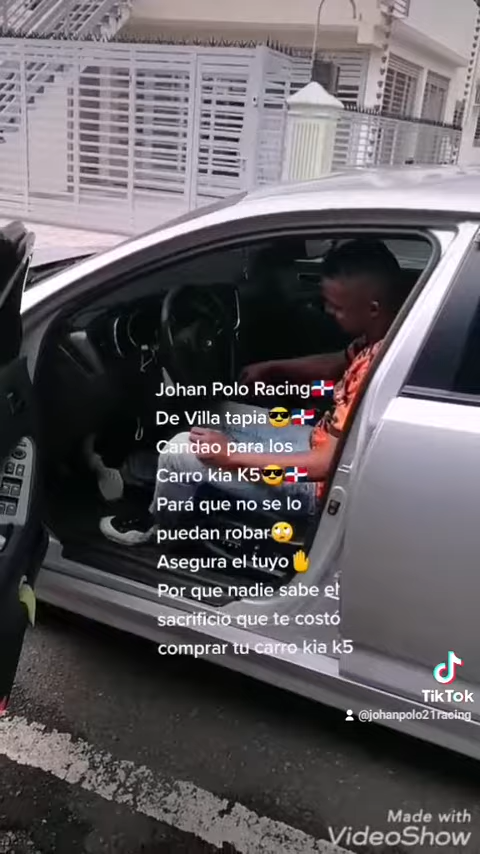 Johan Polo Racing🇩🇴
De Villa tapia😎🇩🇴
Candao para los
Carro kia K5😎🇩🇴
Pará que no se lo
puedan robar🙄
Asegura el tuyo✋
Por que nadie sabe el
sacrificio que te costó
comprar tu carro kia k5
TikTok
@johanpolo21racing
Made with
VideoShow